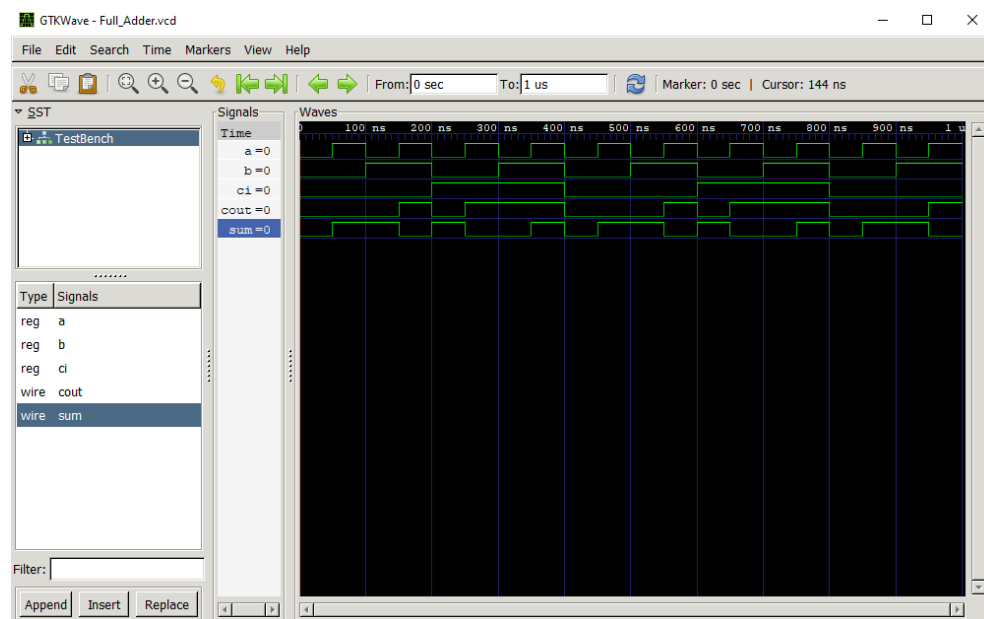 GTKWave - Full_Adder.vcd
File Edit Search Time Markers View Help
From: 0 sec To: 1 us Marker: 0 sec | Cursor: 144 ns
SST
TestBench
Type Signals
reg a
reg b
reg ci
wire cout
wire sum
Filter:
Append Insert Replace
Signals
Time
a =0
b =0
ci =0
cout =0
sum =0
Waves
0 100 ns 200 ns 300 ns 400 ns 500 ns 600 ns 700 ns 800 ns 900 ns 1 u